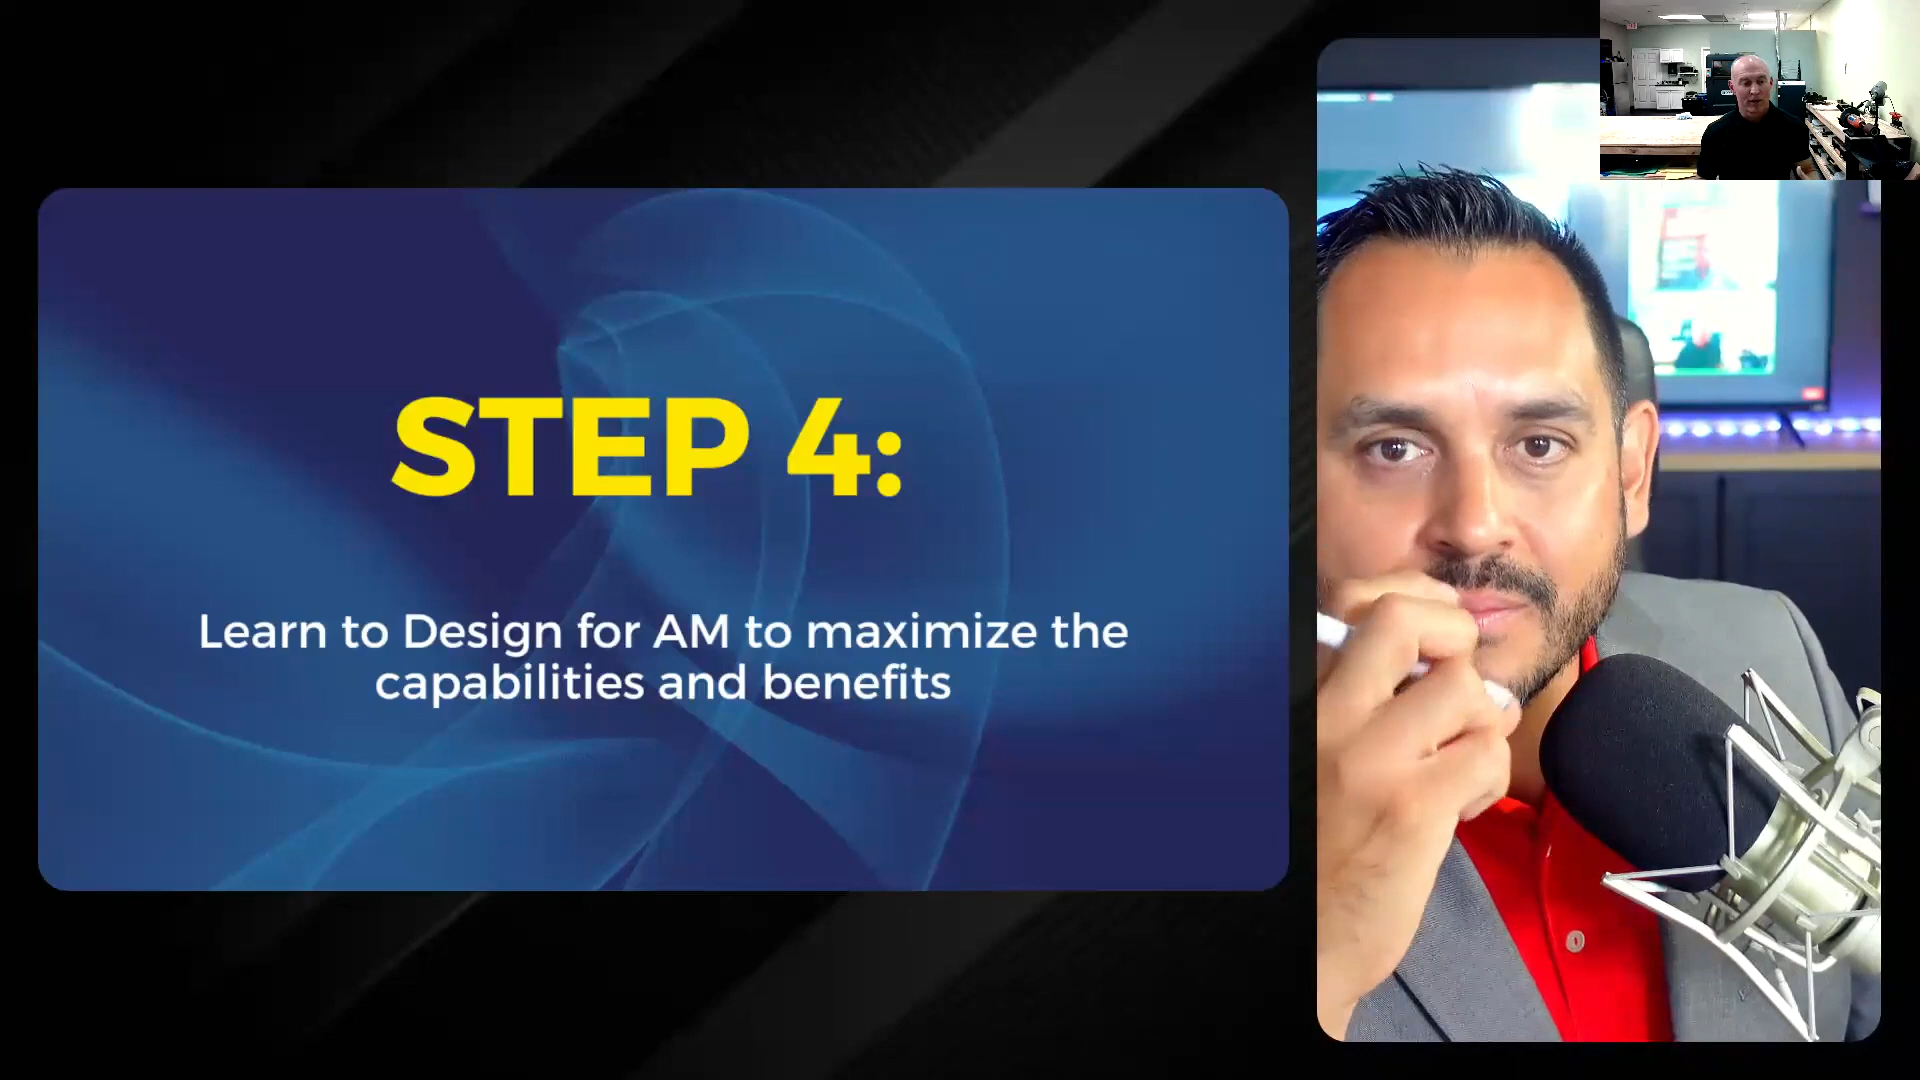 STEP 4:
Learn to Design for AM to maximize the
capabilities and benefits